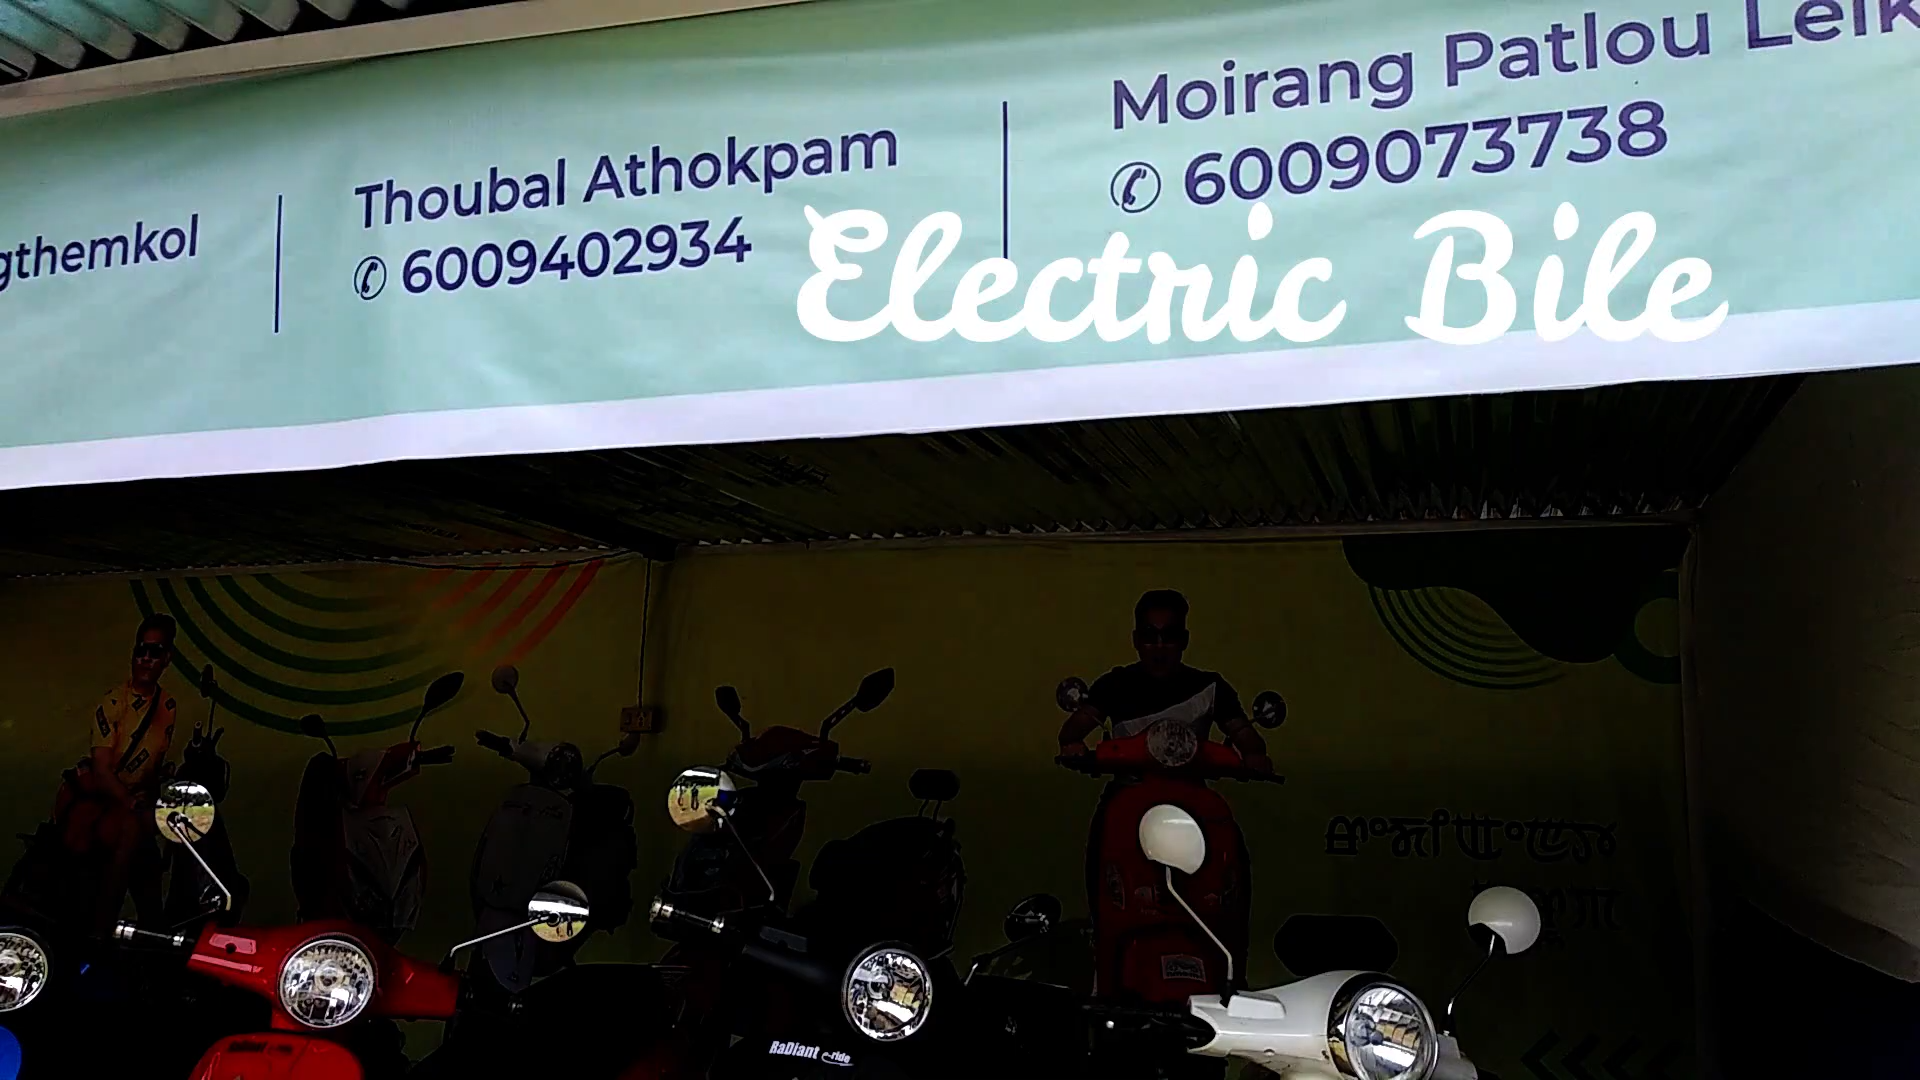 gthemkol
Thoubal Athokpam
6009402934
Moirang Patlou Leik
6009073738
Electric Bile
RaDiant e-ride